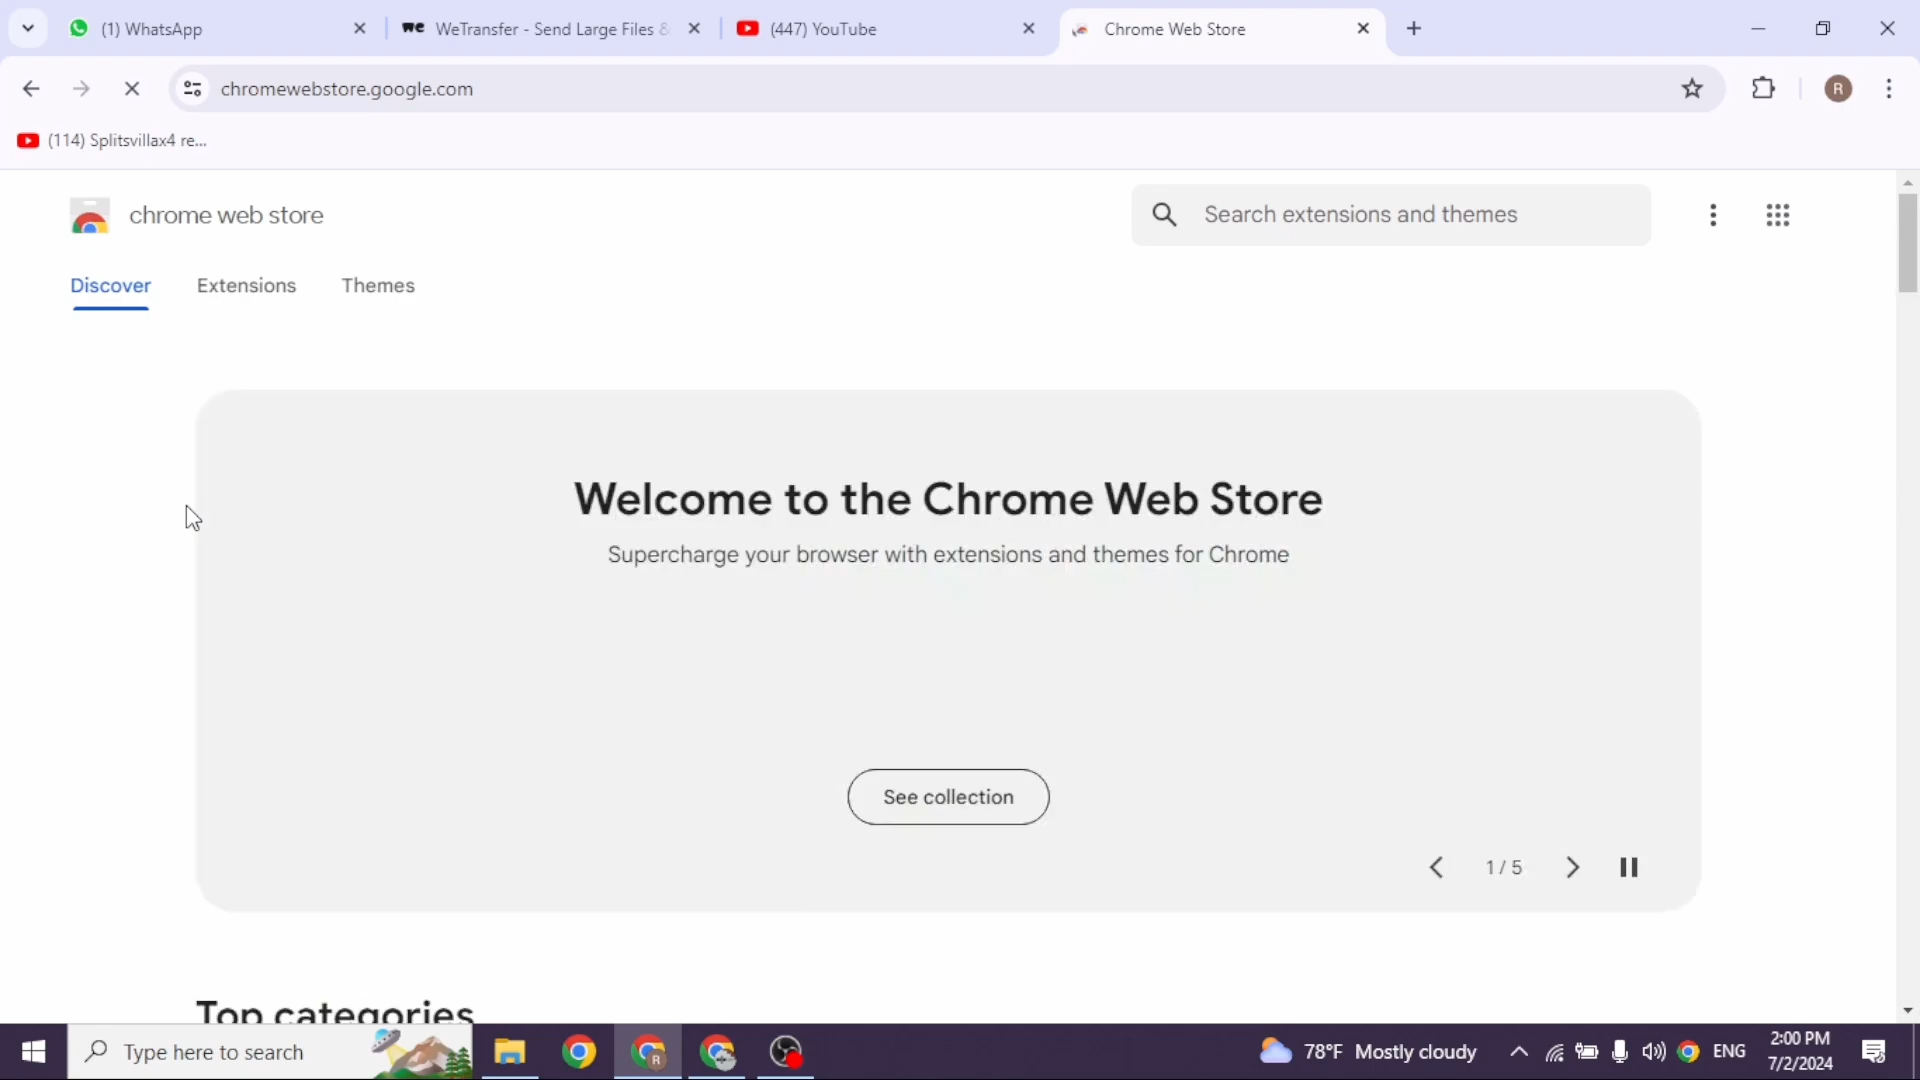 (1) WhatsApp
WeTransfer - Send Large Files &
(447) YouTube
Chrome Web Store
chromewebstore.google.com
R
(114) Splitsvillax4 re...
chrome web store
Search extensions and themes
Discover
Extensions
Themes
Welcome to the Chrome Web Store
Supercharge your browser with extensions and themes for Chrome
See collection
1 / 5
Top categories
Type here to search
78°F Mostly cloudy
ENG
2:00 PM
7/2/2024